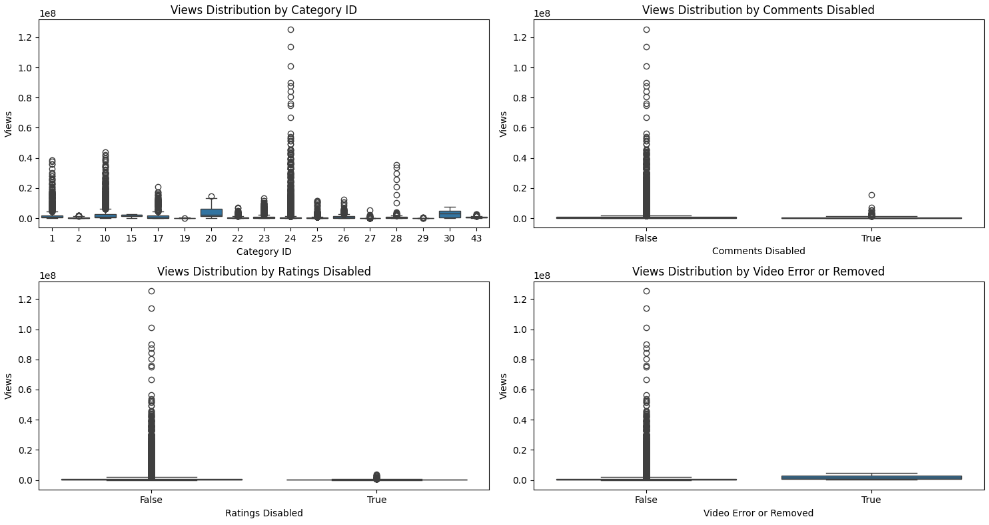 Views Distribution by Category ID
1e8
Views
1.2
1.0
0.8
0.6
0.4
0.2
0.0
1 2 10 15 17 19 20 22 23 24 25 26 27 28 29 30 43
Category ID
Views Distribution by Comments Disabled
1e8
Views
1.2
1.0
0.8
0.6
0.4
0.2
0.0
False True
Comments Disabled
Views Distribution by Ratings Disabled
1e8
Views
1.2
1.0
0.8
0.6
0.4
0.2
0.0
False True
Ratings Disabled
Views Distribution by Video Error or Removed
1e8
Views
1.2
1.0
0.8
0.6
0.4
0.2
0.0
False True
Video Error or Removed